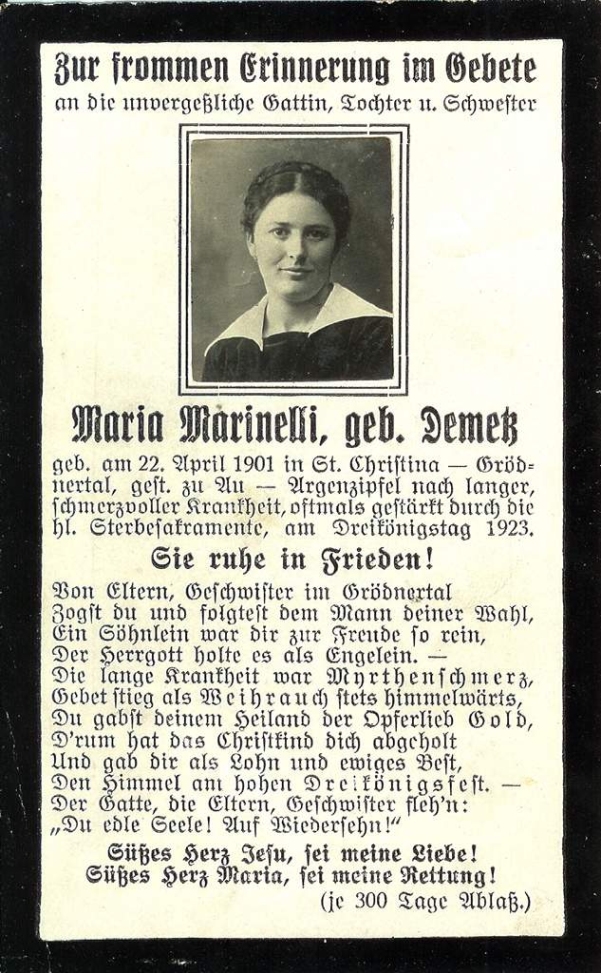 Zur frommen Erinnerung im Gebete
an die unvergeßliche Gattin, Tochter u. Schwester
Maria Marinelli, geb. Demetz
geb. am 22. April 1901 in St. Christina — Gröd-
nertal, gest. zu Au — Argenzipfel nach langer,
schmerzvoller Krankheit, oftmals gestärkt durch die
hl. Sterbesakramente, am Dreikönigstag 1923.
Sie ruhe in Frieden!
Von Eltern, Geschwister im Grödnertal
Zogst du und folgtest dem Mann deiner Wahl,
Ein Söhnlein war dir zur Freude so rein,
Der Herrgott holte es als Engelein. —
Die lange Krankheit war Myrthenschmerz,
Gebet stieg als Weihrauch stets himmelwärts,
Du gabst deinem Heiland der Opferlieb Gold,
D'rum hat das Christkind dich abgeholt
Und gab dir als Lohn und ewiges Best,
Den Himmel am hohen Dreikönigsfest. —
Der Gatte, die Eltern, Geschwister fleh'n:
„Du edle Seele! Auf Wiedersehn!“
Süßes Herz Jesu, sei meine Liebe!
Süßes Herz Maria, sei meine Rettung!
(je 300 Tage Ablaß.)